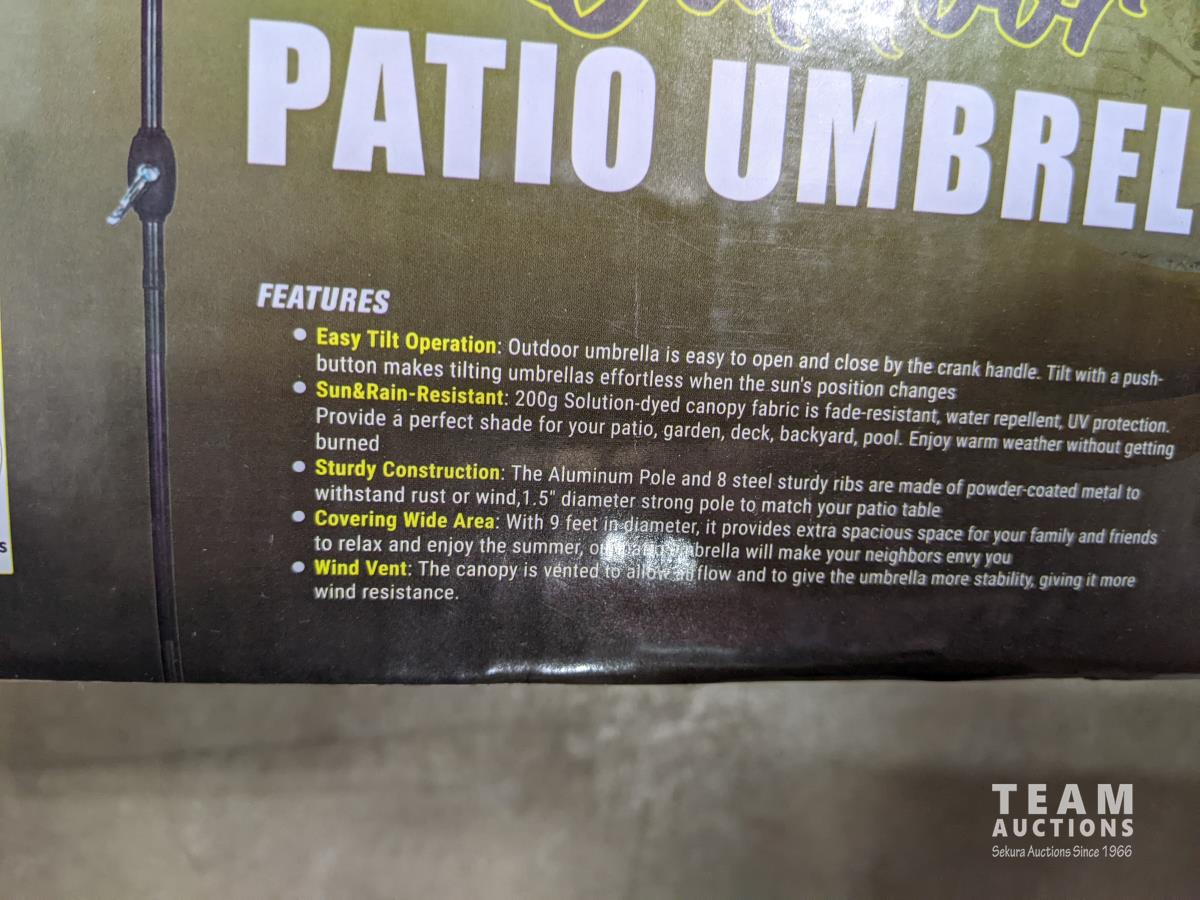 PATIO UMBREL
FEATURES
• Easy Tilt Operation: Outdoor umbrella is easy to open and close by the crank handle. Tilt with a push-
button makes tilting umbrellas effortless when the sun's position changes
• Sun&Rain-Resistant: 200g Solution-dyed canopy fabric is fade-resistant, water repellent, UV protection.
Provide a perfect shade for your patio, garden, deck, backyard, pool. Enjoy warm weather without getting
burned
• Sturdy Construction: The Aluminum Pole and 8 steel sturdy ribs are made of powder-coated metal to
withstand rust or wind,1.5" diameter strong pole to match your patio table
• Covering Wide Area: With 9 feet in diameter, it provides extra spacious space for your family and friends
to relax and enjoy the summer, our patio umbrella will make your neighbors envy you
• Wind Vent: The canopy is vented to allow airflow and to give the umbrella more stability, giving it more
wind resistance.
TEAM
AUCTIONS
Sekura Auctions Since 1966